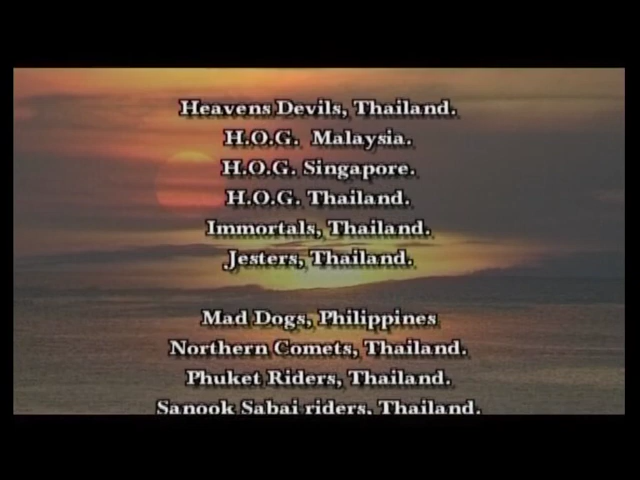 Heavens Devils, Thailand.
H.O.G.  Malaysia.
H.O.G. Singapore.
H.O.G. Thailand.
Immortals, Thailand.
Jesters, Thailand.
Mad Dogs, Philippines
Northern Comets, Thailand.
Phuket Riders, Thailand.
Sanook Sabai riders, Thailand.